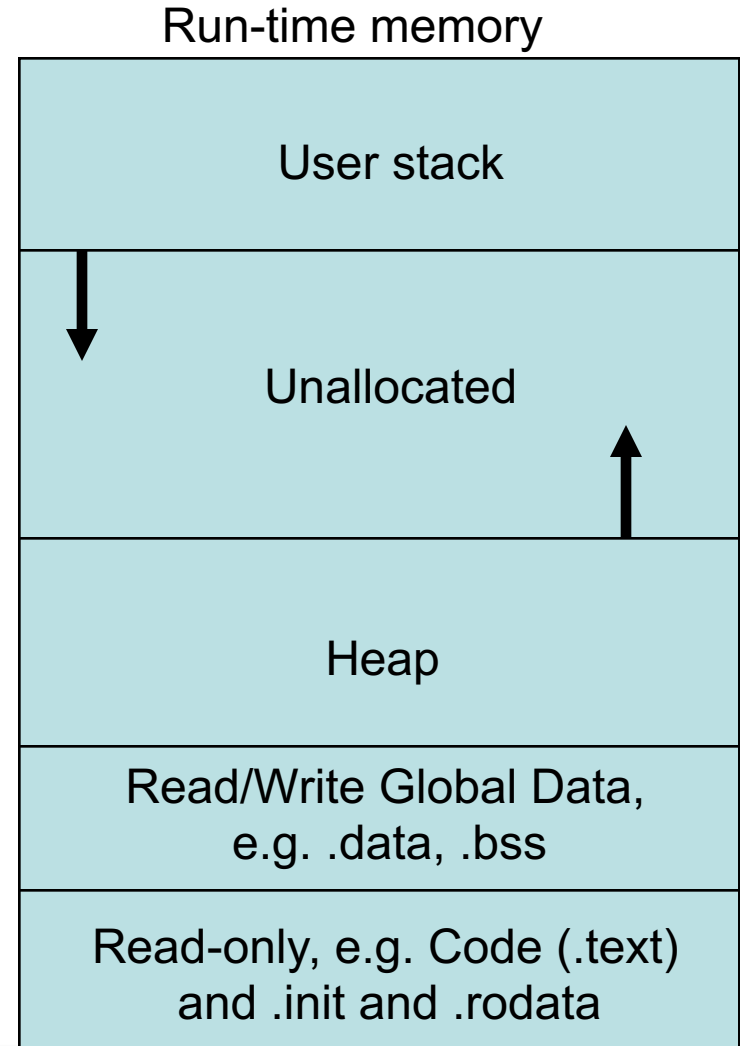 Run-time memory
User stack
Unallocated
Heap
Read/Write Global Data,
e.g. .data, .bss
Read-only, e.g. Code (.text)
and .init and .rodata